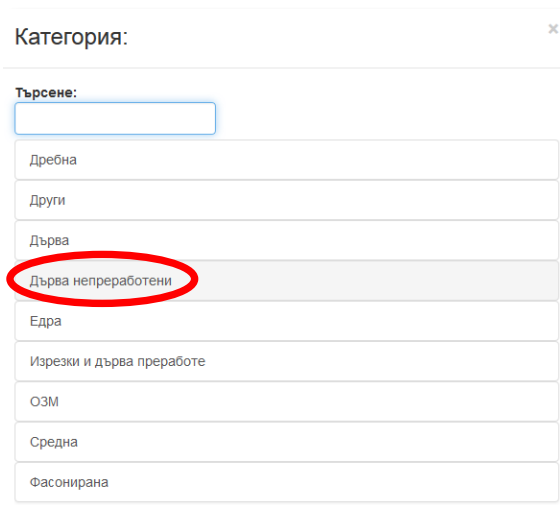 Категория:
×
Търсене:
Дребна
Други
Дърва
Дърва непреработени
Едра
Изрезки и дърва преработе
ОЗМ
Средна
Фасонирана